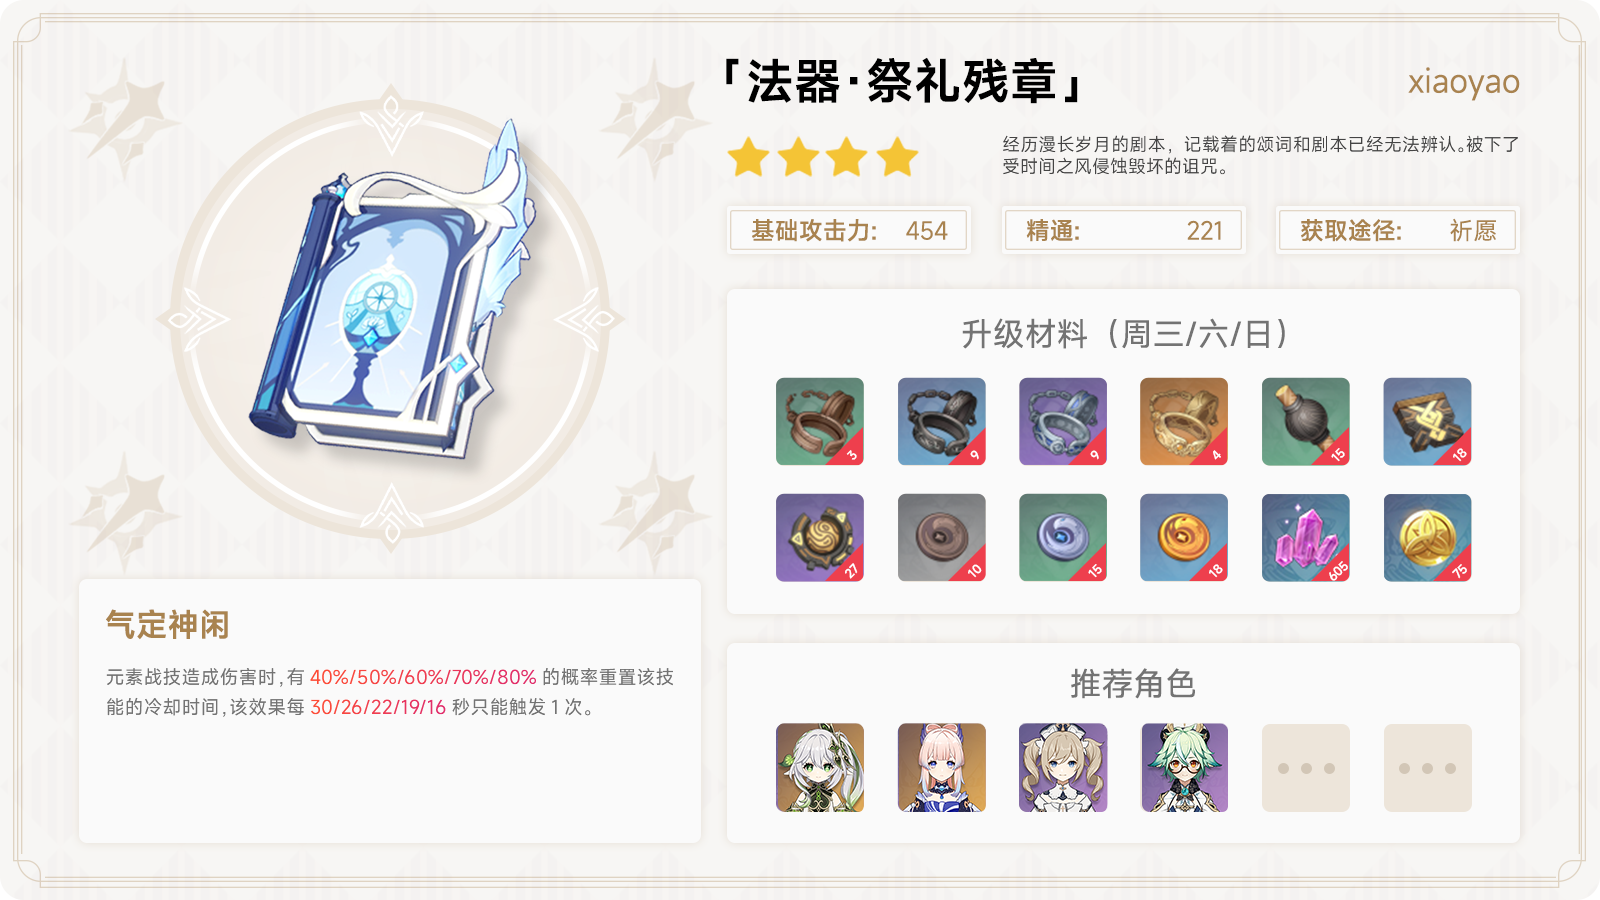 「法器·祭礼残章」
xiaoyao
经历漫长岁月的剧本，记载着的颂词和剧本已经无法辨认。被下了
受时间之风侵蚀毁坏的诅咒。
基础攻击力: 454
精通: 221
获取途径: 祈愿
升级材料（周三/六/日）
3
9
9
4
15
18
27
10
15
18
605
75
气定神闲
元素战技造成伤害时,有 40%/50%/60%/70%/80% 的概率重置该技
能的冷却时间,该效果每 30/26/22/19/16 秒只能触发 1 次。
推荐角色